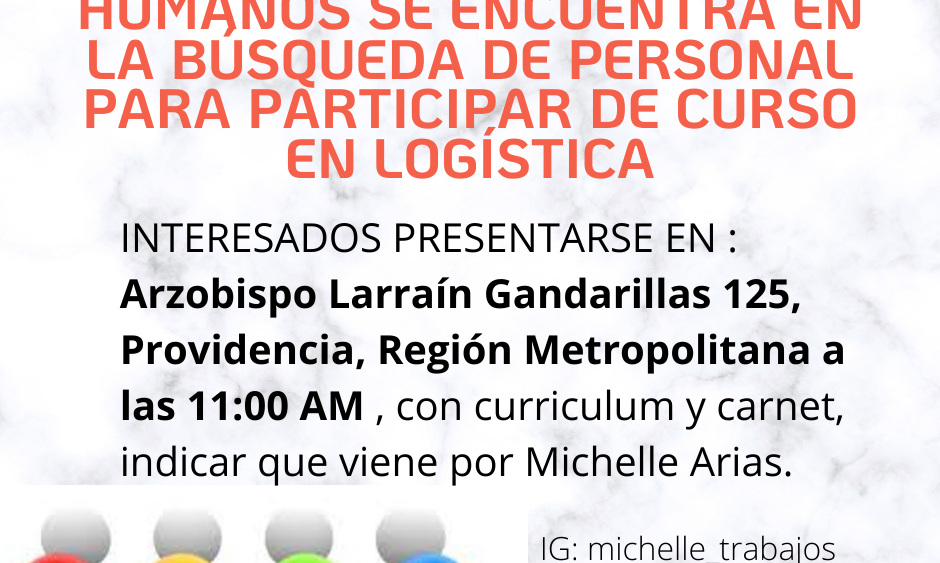 HUMANOS SE ENCUENTRA EN
LA BÚSQUEDA DE PERSONAL
PARA PARTICIPAR DE CURSO
EN LOGÍSTICA
INTERESADOS PRESENTARSE EN :
Arzobispo Larraín Gandarillas 125,
Providencia, Región Metropolitana a
las 11:00 AM , con curriculum y carnet,
indicar que viene por Michelle Arias.
IG: michelle_trabajos